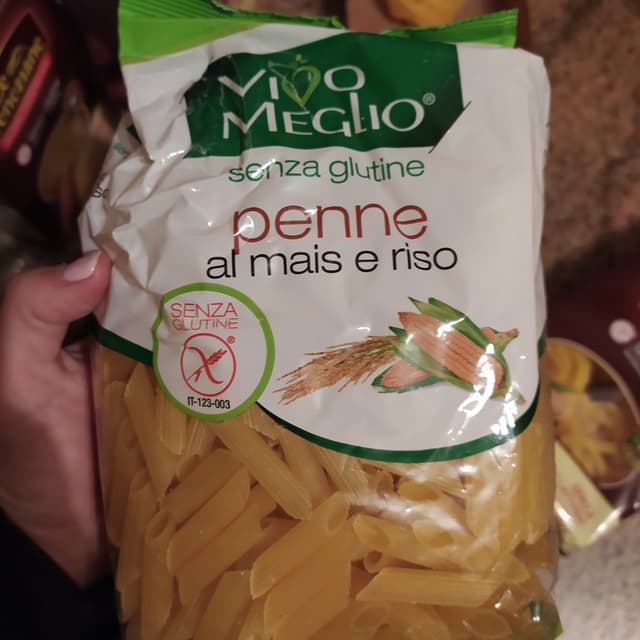 VIVO
MEGLIO®
senza glutine
penne
al mais e riso
SENZA
GLUTINE
®
IT-123-003